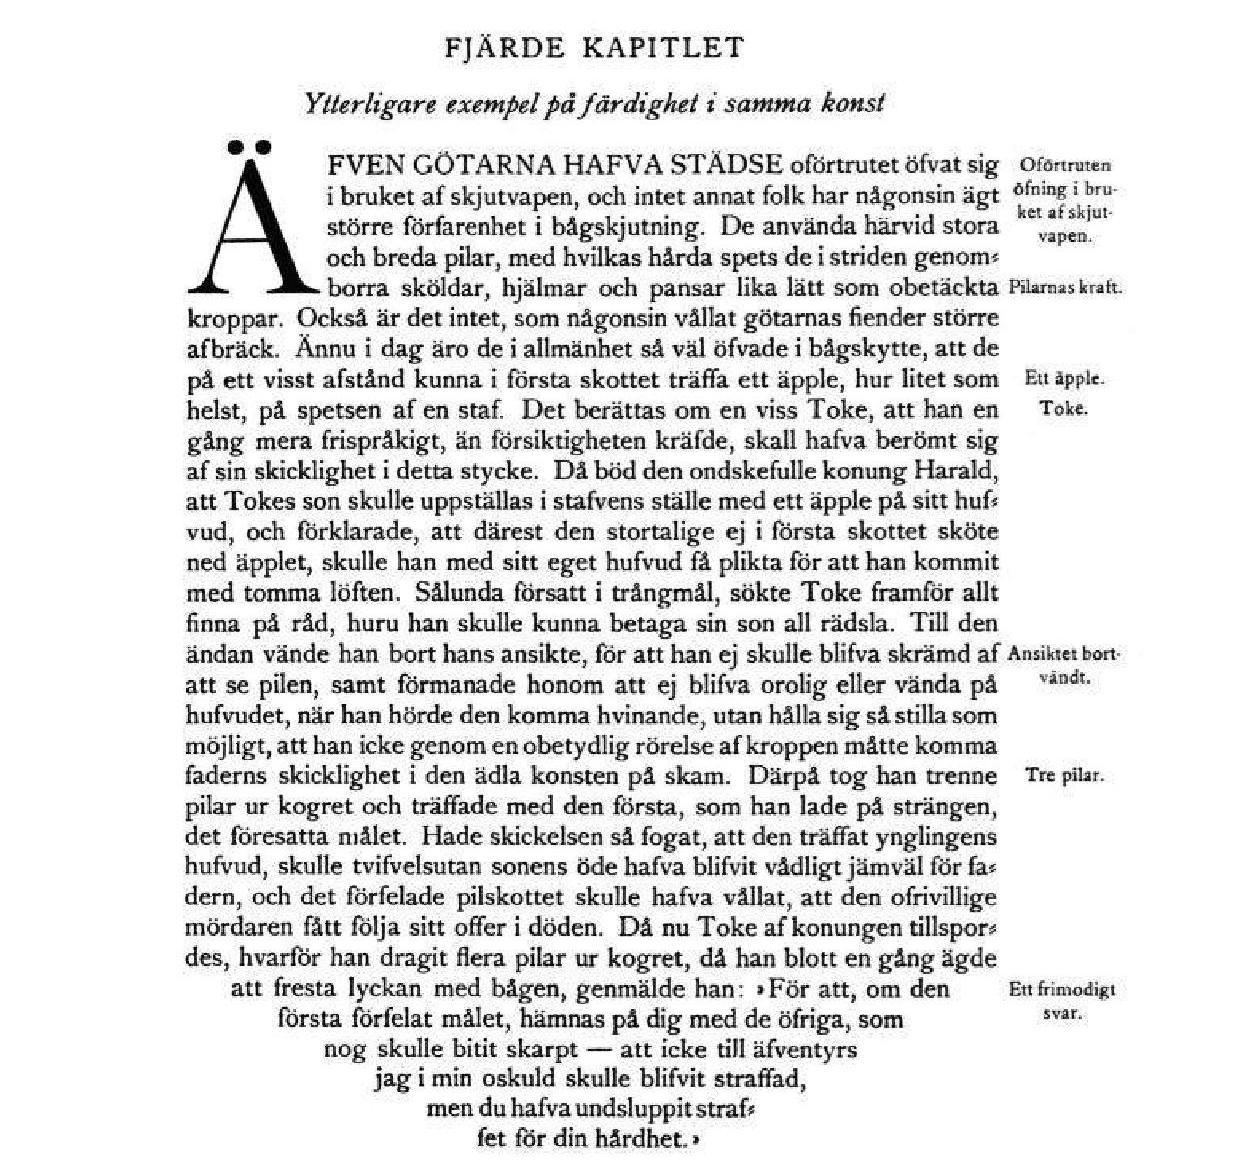 FJÄRDE KAPITLET
Ytterligare exempel på färdighet i samma konst
ÄFVEN GÖTARNA HAFVA STÄDSE oförtrutet öfvat sig
i bruket af skjutvapen, och intet annat folk har någonsin ägt
större förfarenhet i bågskjutning. De använda härvid stora
och breda pilar, med hvilkas hårda spets de i striden genom-
borra sköldar, hjälmar och pansar lika lätt som obetäckta
kroppar. Också är det intet, som någonsin vållat götarnas fiender större
afbräck. Ännu i dag äro de i allmänhet så väl öfvade i bågskytte, att de
på ett visst afstånd kunna i första skottet träffa ett äpple, hur litet som
helst, på spetsen af en staf. Det berättas om en viss Toke, att han en
gång mera frispråkigt, än försiktigheten kräfde, skall hafva berömt sig
af sin skicklighet i detta stycke. Då böd den ondskefulle konung Harald,
att Tokes son skulle uppställas i stafvens ställe med ett äpple på sitt huf-
vud, och förklarade, att därest den stortalige ej i första skottet sköte
ned äpplet, skulle han med sitt eget hufvud få plikta för att han kommit
med tomma löften. Sålunda försatt i trångmål, sökte Toke framför allt
finna på råd, huru han skulle kunna betaga sin son all rädsla. Till den
ändan vände han bort hans ansikte, för att han ej skulle blifva skrämd af
att se pilen, samt förmanade honom att ej blifva orolig eller vända på
hufvudet, när han hörde den komma hvinande, utan hålla sig så stilla som
möjligt, att han icke genom en obetydlig rörelse af kroppen måtte komma
faderns skicklighet i den ädla konsten på skam. Därpå tog han trenne
pilar ur kogret och träffade med den första, som han lade på strängen,
det föresatta målet. Hade skickelsen så fogat, att den träffat ynglingens
hufvud, skulle tvifvelsutan sonens öde hafva blifvit vådligt jämväl för fa-
dern, och det förfelade pilskottet skulle hafva vållat, att den ofrivillige
mördaren fått följa sitt offer i döden. Då nu Toke af konungen tillspor-
des, hvarför han dragit flera pilar ur kogret, då han blott en gång ägde
att fresta lyckan med bågen, genmälde han: »För att, om den
första förfelat målet, hämnas på dig med de öfriga, som
nog skulle bitit skarpt — att icke till äfventyrs
jag i min oskuld skulle blifvit straffad,
men du hafva undsluppit straf-
fet för din hårdhet.»
Oförtruten
öfning i bru-
ket af skjut-
vapen.
Pilarnas kraft.
Ett äpple.
Toke.
Ansiktet bort-
vändt.
Tre pilar.
Ett frimodigt
svar.